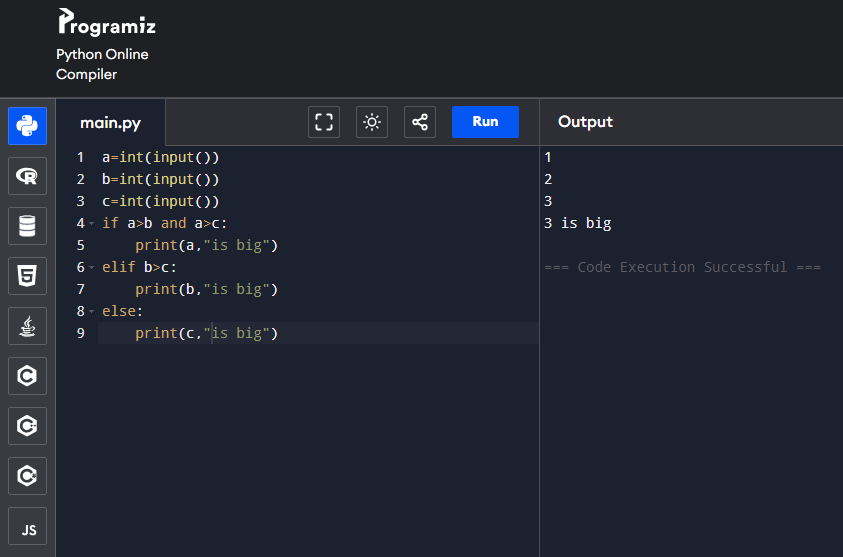 Programiz
Python Online
Compiler
main.py
Run
Output
1 a=int(input())
2 b=int(input())
3 c=int(input())
4 if a>b and a>c:
5     print(a,"is big")
6 elif b>c:
7     print(b,"is big")
8 else:
9     print(c,"is big")
1
2
3
3 is big
=== Code Execution Successful ===
R
5
C
C
C
JS